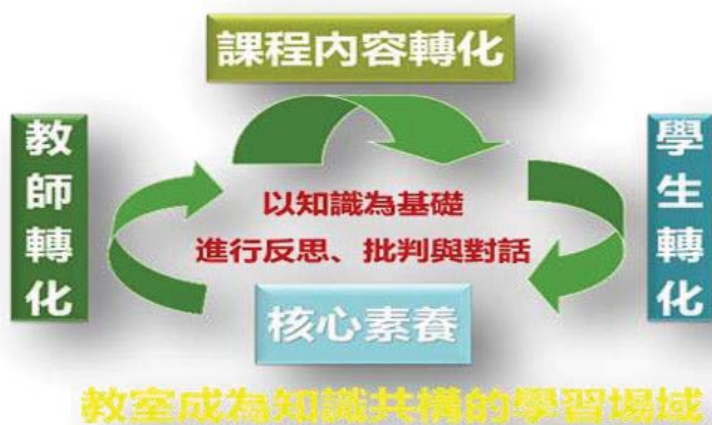 課程內容轉化
教師轉化
學生轉化
以知識為基礎
進行反思、批判與對話
核心素養
教室成為知識共構的學習場域